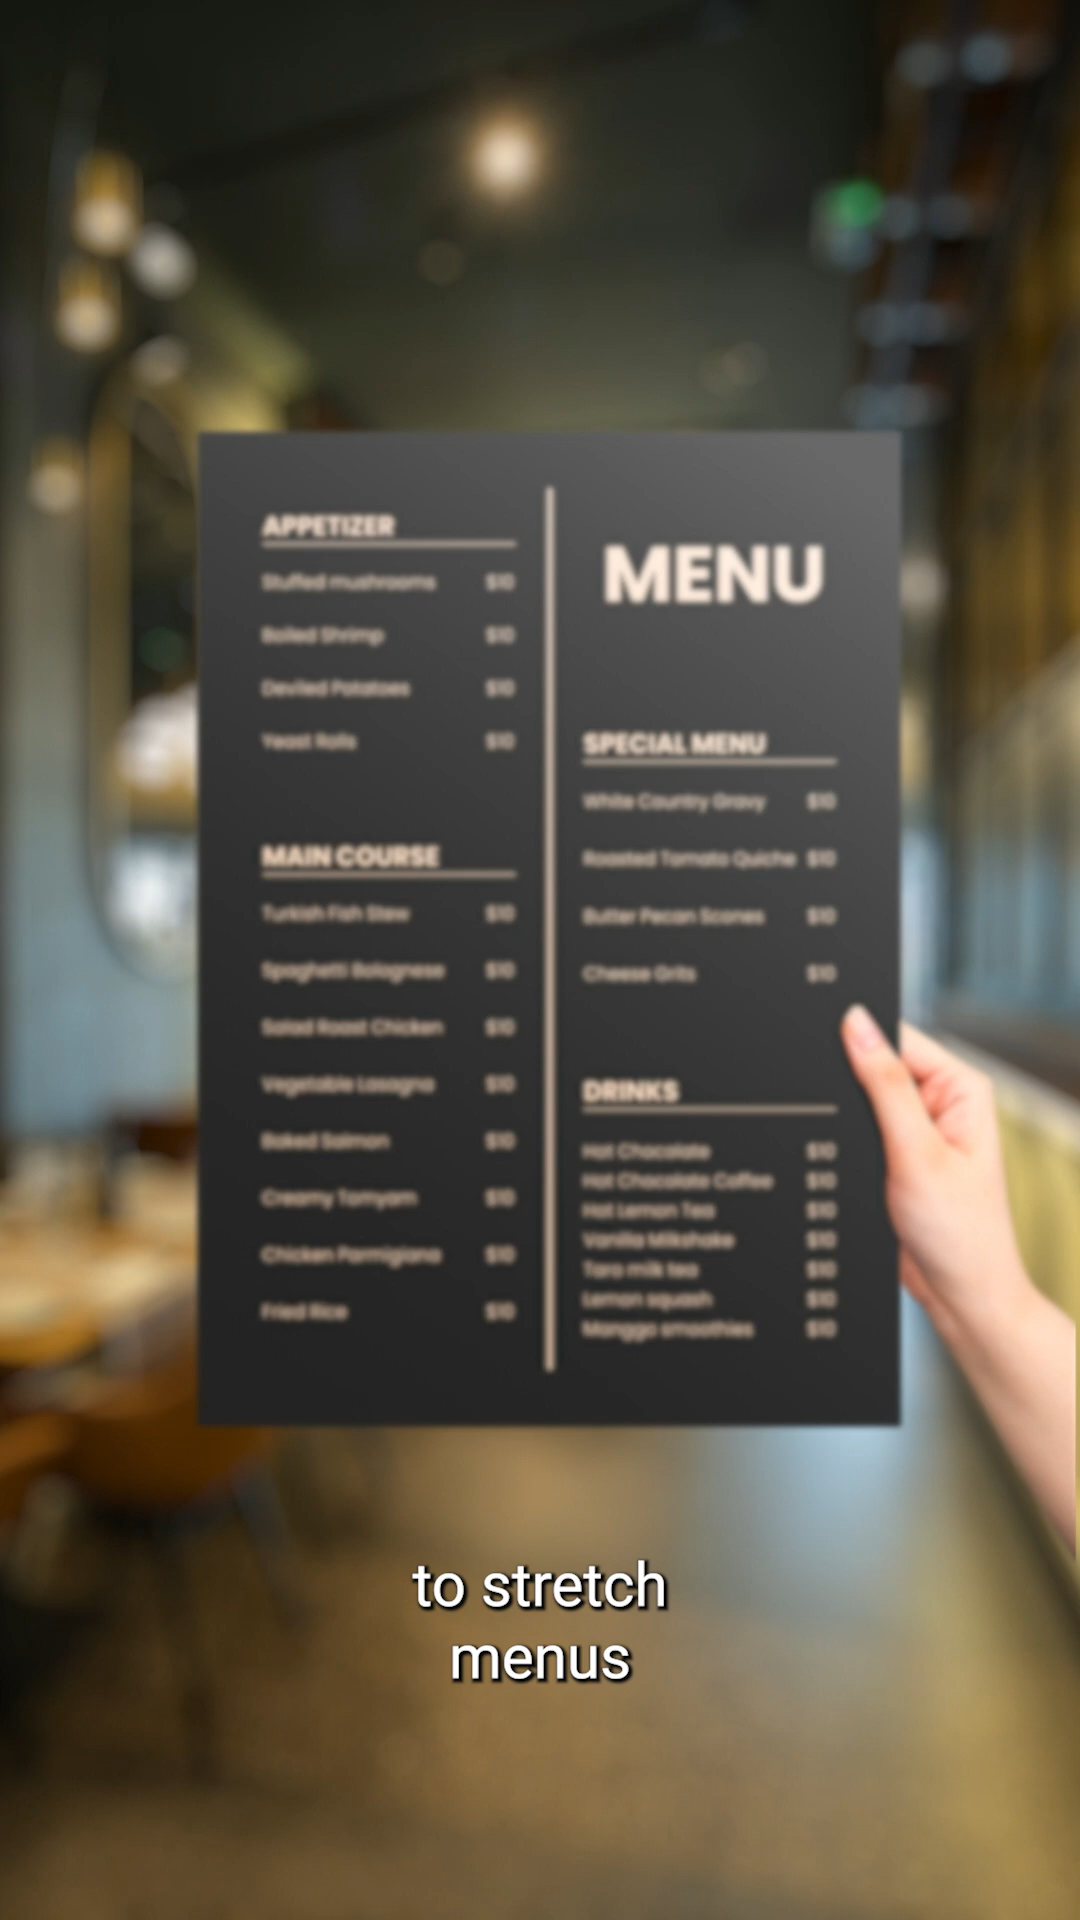 APPETIZER
Stuffed mushrooms $10
Boiled Shrimp $10
Deviled Potatoes $10
Yeast Rolls $10
MAIN COURSE
Turkish Fish Stew $10
Spaghetti Bolognese $10
Salad Roast Chicken $10
Vegetable Lasagna $10
Baked Salmon $10
Creamy Tomyam $10
Chicken Parmigiana $10
Fried Rice $10
MENU
SPECIAL MENU
White Country Gravy $10
Roasted Tomato Quiche $10
Butter Pecan Scones $10
Cheese Grits $10
DRINKS
Hot Chocolate $10
Hot Chocolate Coffee $10
Hot Lemon Tea $10
Vanilla Milkshake $10
Taro milk tea $10
Lemon squash $10
Manggo smoothies $10
to stretch
menus